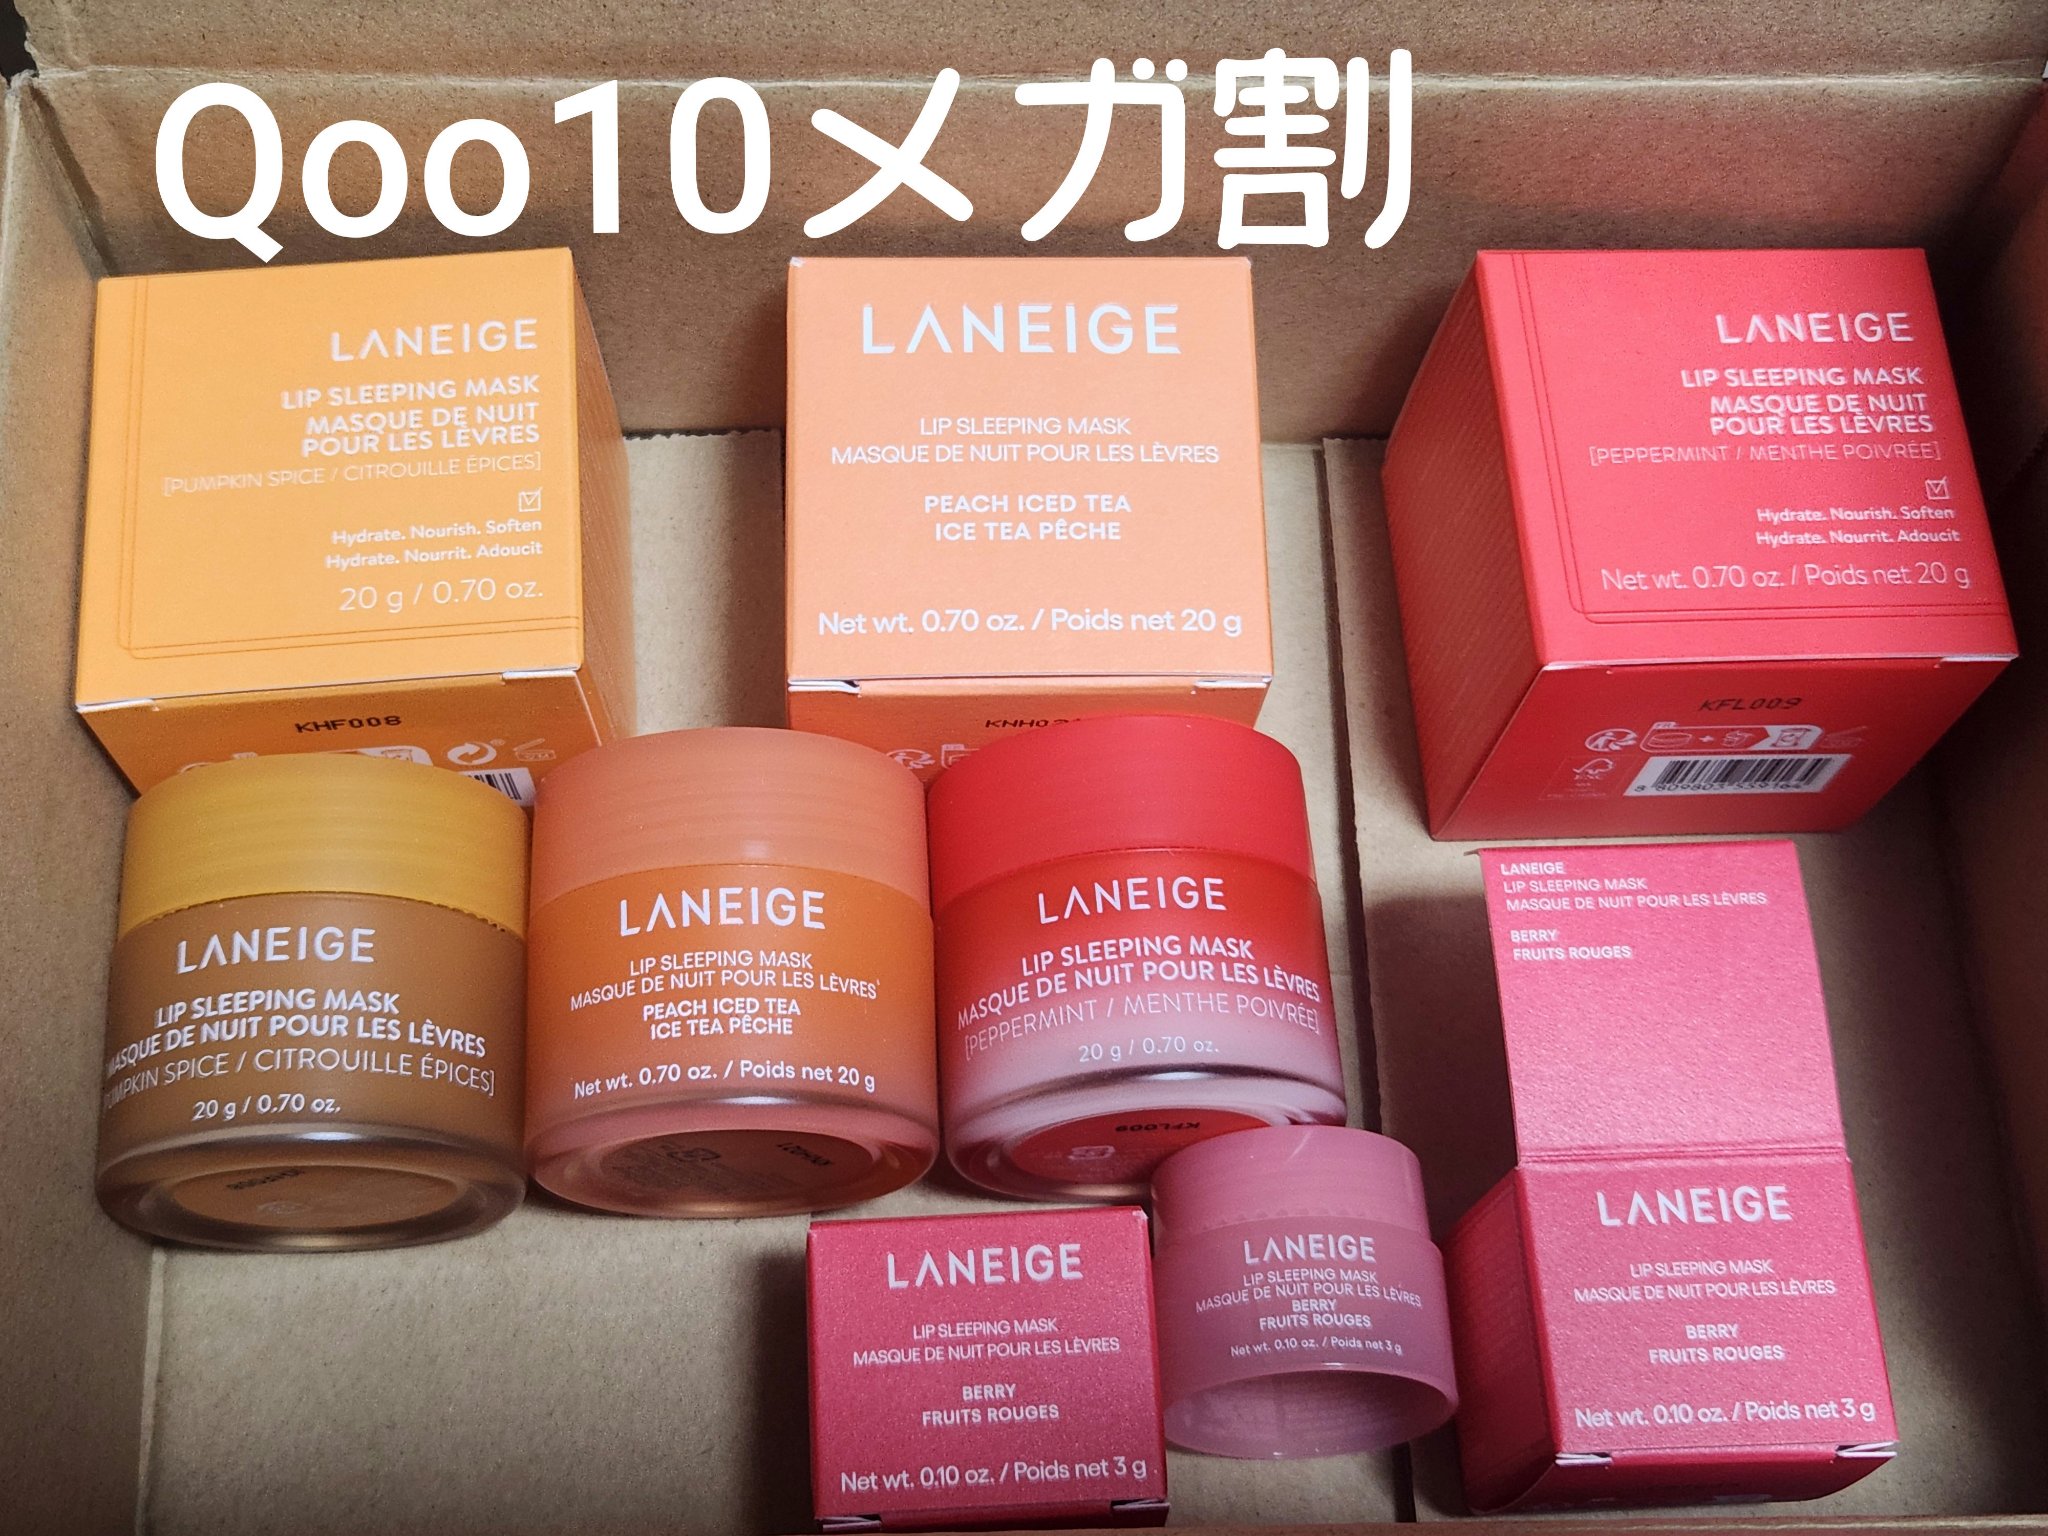 Qoo10メガ割
LANEIGE
LIP SLEEPING MASK
MASQUE DE NUIT
POUR LES LÈVRES
[PUMPKIN SPICE / CITROUILLE ÉPICES]
Hydrate. Nourish. Soften
Hydrate. Nourrit. Adoucit
20 g / 0.70 oz.
KHF008
LANEIGE
LIP SLEEPING MASK
MASQUE DE NUIT POUR LES LÈVRES
PEACH ICED TEA
ICE TEA PÊCHE
Net wt. 0.70 oz. / Poids net 20 g
LANEIGE
LIP SLEEPING MASK
MASQUE DE NUIT
POUR LES LÈVRES
[PEPPERMINT / MENTHE POIVRÉE]
Hydrate. Nourish. Soften
Hydrate. Nourrit. Adoucit
Net wt. 0.70 oz. / Poids net 20 g
KFL009
LANEIGE
LIP SLEEPING MASK
MASQUE DE NUIT POUR LES LÈVRES
PUMPKIN SPICE / CITROUILLE ÉPICES]
20 g / 0.70 oz.
LANEIGE
LIP SLEEPING MASK
MASQUE DE NUIT POUR LES LÈVRES
PEACH ICED TEA
ICE TEA PÊCHE
Net wt. 0.70 oz. / Poids net 20 g
LANEIGE
LIP SLEEPING MASK
MASQUE DE NUIT POUR LES LÈVRES
[PEPPERMINT / MENTHE POIVRÉE]
20 g / 0.70 oz.
KFL009
LANEIGE
LIP SLEEPING MASK
MASQUE DE NUIT POUR LES LÈVRES
BERRY
FRUITS ROUGES
LANEIGE
LIP SLEEPING MASK
MASQUE DE NUIT POUR LES LÈVRES
BERRY
FRUITS ROUGES
Net wt. 0.10 oz. / Poids net 3 g
LANEIGE
LIP SLEEPING MASK
MASQUE DE NUIT POUR LES LÈVRES
BERRY
FRUITS ROUGES
Net wt. 0.10 oz. / Poids net 3 g
LANEIGE
LIP SLEEPING MASK
MASQUE DE NUIT POUR LES LÈVRES
BERRY
FRUITS ROUGES
Net wt. 0.10 oz. / Poids net 3 g